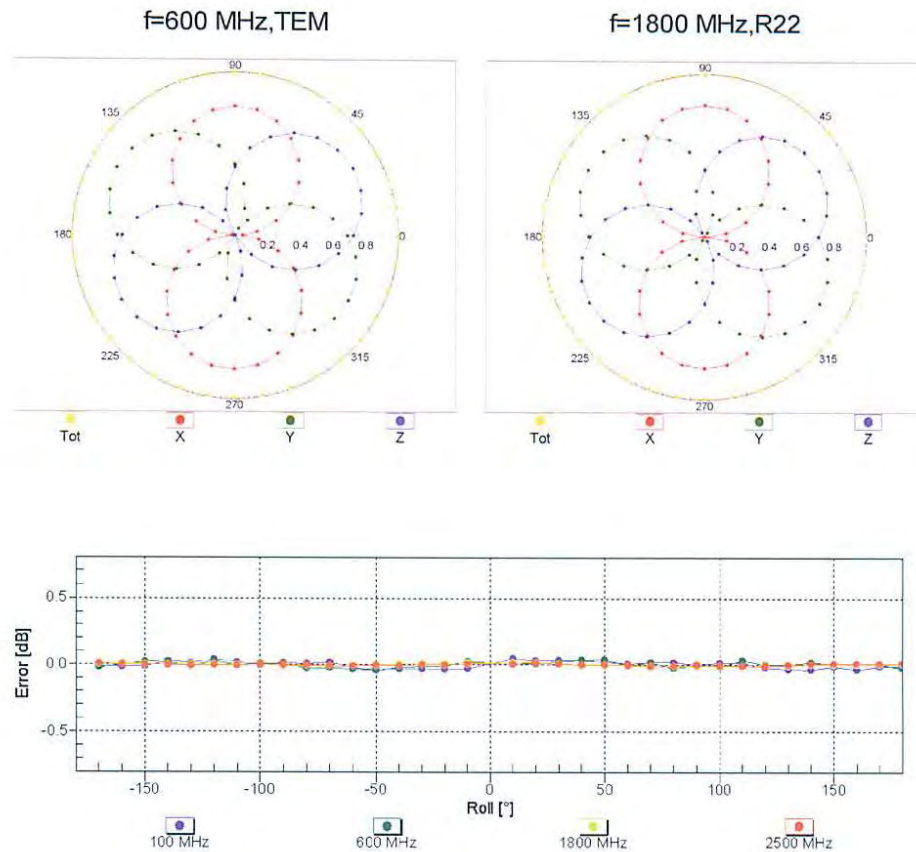 f=600 MHz,TEM
f=1800 MHz,R22
90
135
45
180
0.2 0.4 0.6 0.8
0
225
315
270
Tot
X
Y
Z
90
135
45
180
0.2 0.4 0.6 0.8
0
225
315
270
Tot
X
Y
Z
Error [dB]
0.5
0.0
-0.5
-150
-100
-50
0
50
100
150
Roll [°]
100 MHz
600 MHz
1800 MHz
2500 MHz